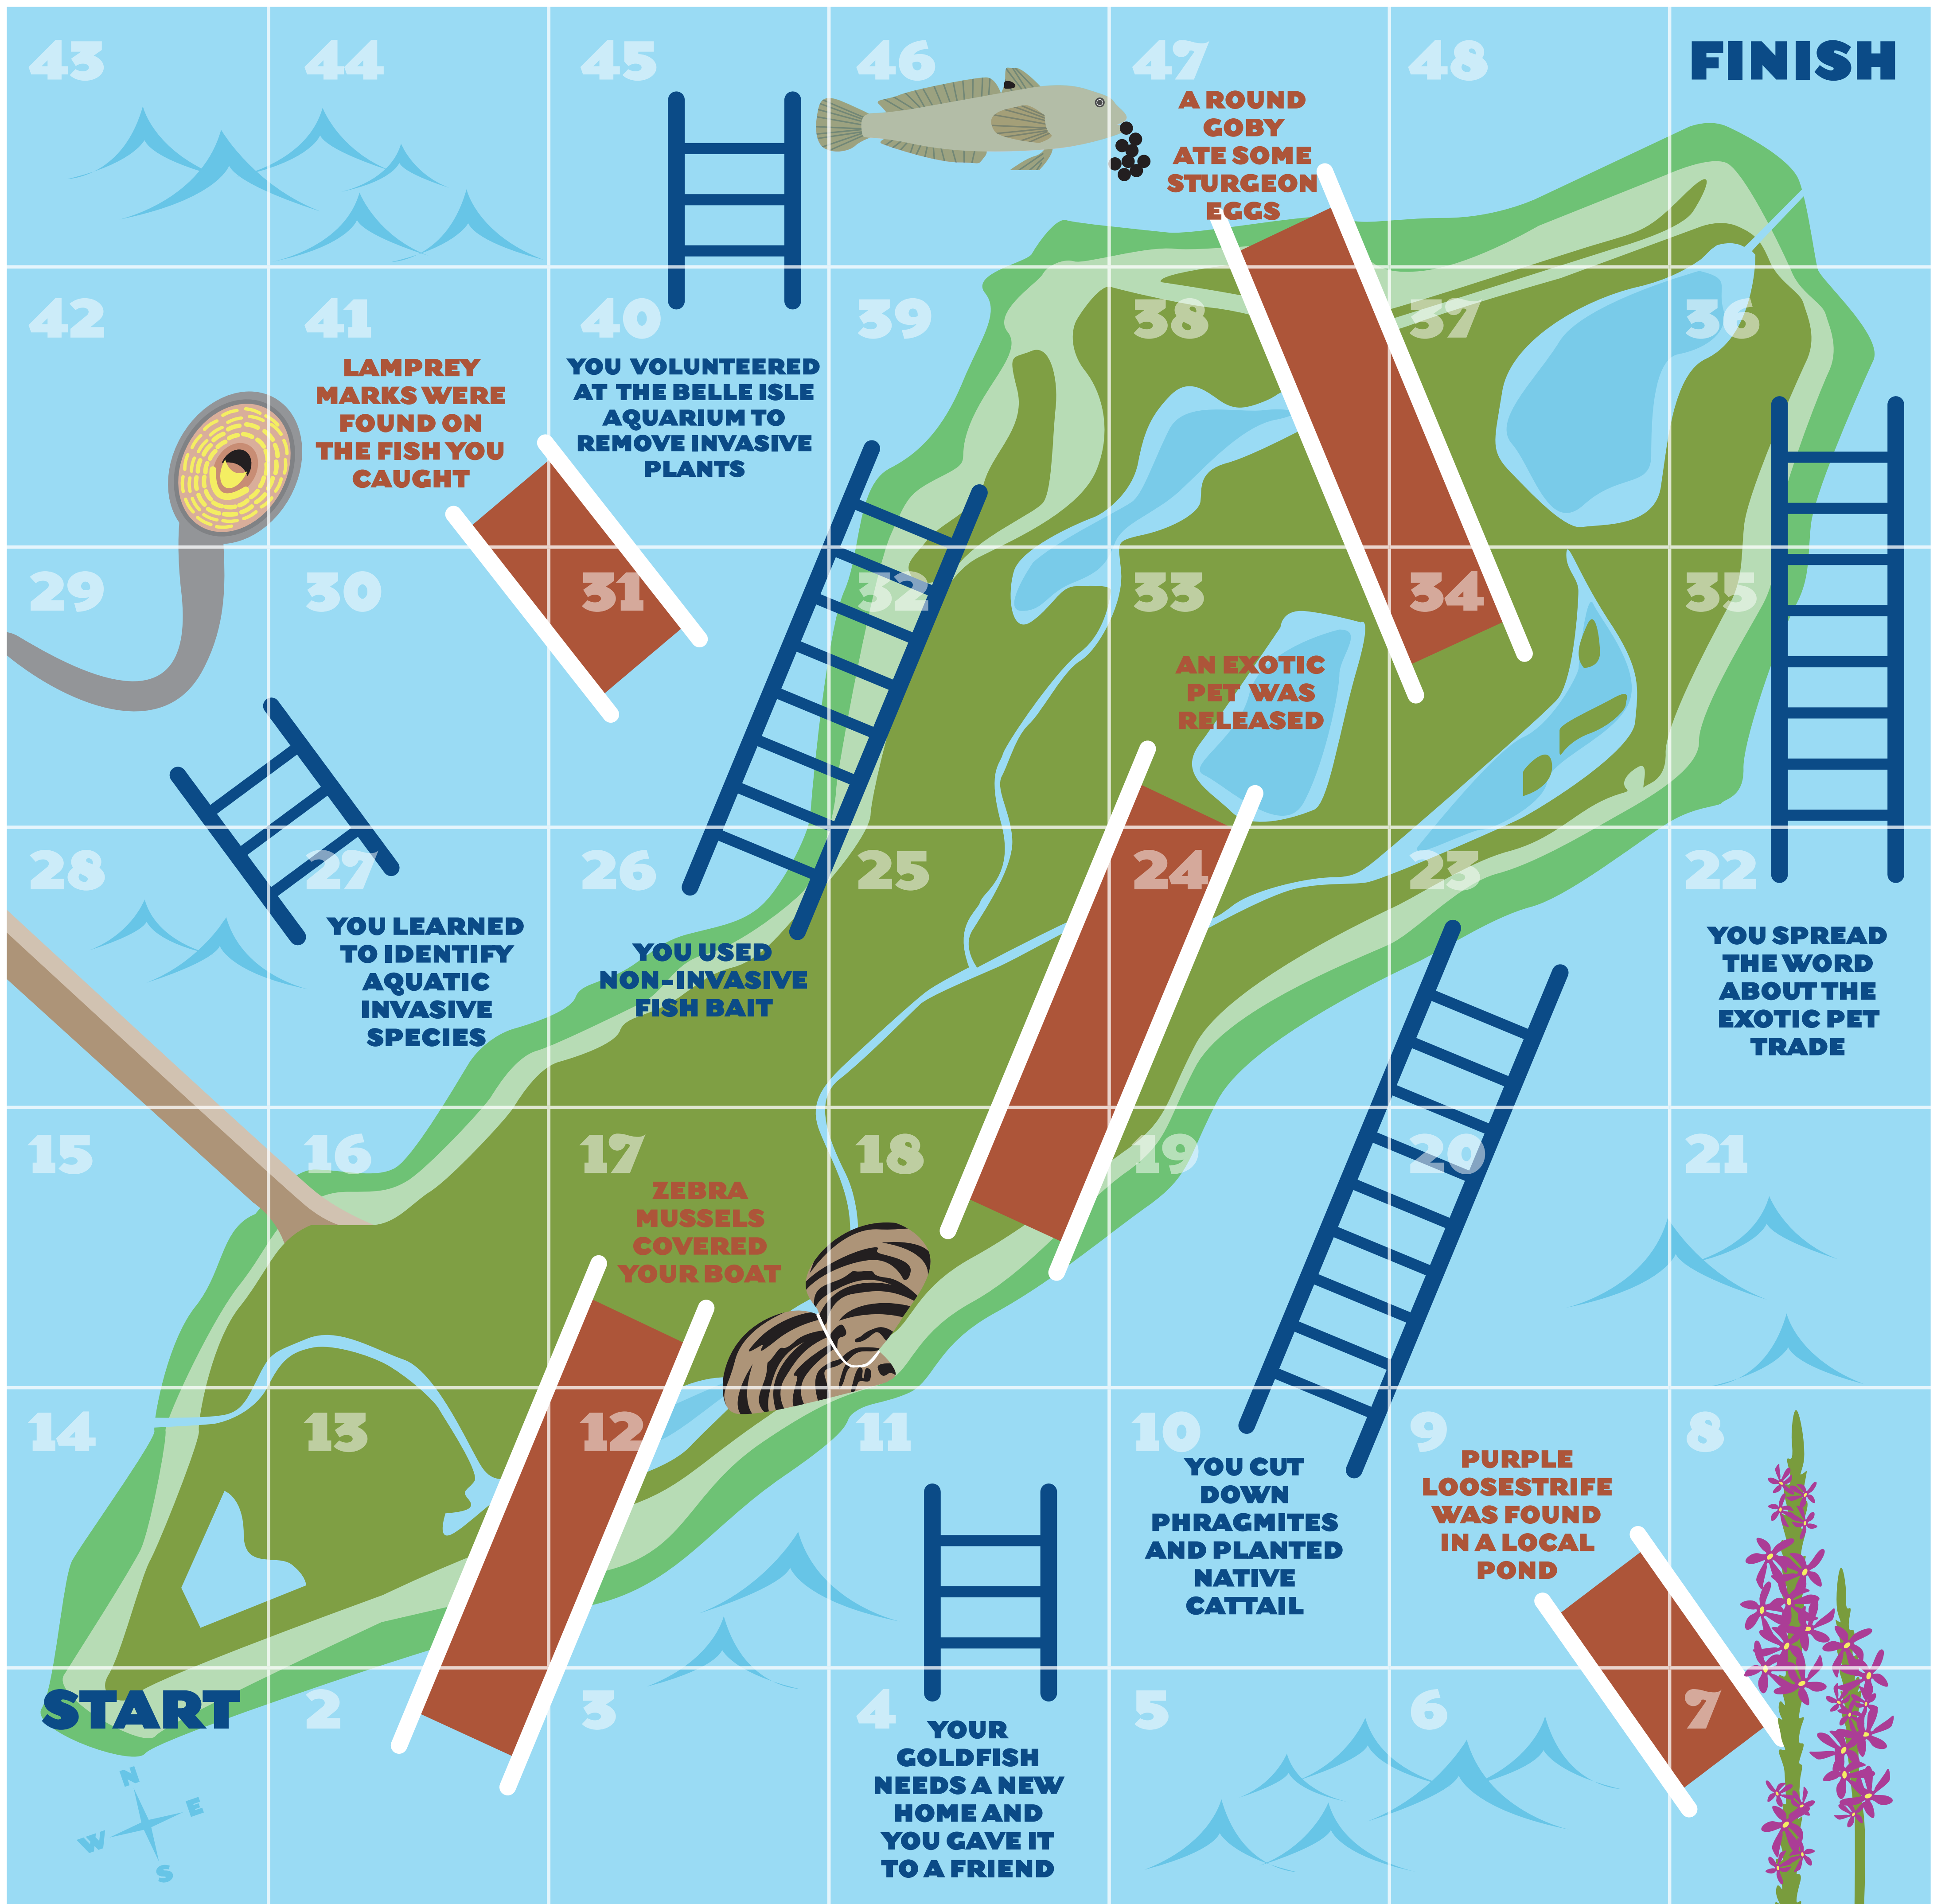 43
44
45
46
47
48
FINISH
A ROUND
GOBY
ATE SOME
STURGEON
EGGS
42
41
40
39
38
37
36
LAMPREY
MARKS WERE
FOUND ON
THE FISH YOU
CAUGHT
YOU VOLUNTEERED
AT THE BELLE ISLE
AQUARIUM TO
REMOVE INVASIVE
PLANTS
29
30
31
32
33
34
35
AN EXOTIC
PET WAS
RELEASED
28
27
26
25
24
23
22
YOU LEARNED
TO IDENTIFY
AQUATIC
INVASIVE
SPECIES
YOU USED
NON-INVASIVE
FISH BAIT
YOU SPREAD
THE WORD
ABOUT THE
EXOTIC PET
TRADE
15
16
17
18
19
20
21
ZEBRA
MUSSELS
COVERED
YOUR BOAT
14
13
12
11
10
9
8
YOU CUT
DOWN
PHRAGMITES
AND PLANTED
NATIVE
CATTAIL
PURPLE
LOOSESTRIFE
WAS FOUND
IN A LOCAL
POND
START
2
3
4
5
6
7
YOUR
GOLDFISH
NEEDS A NEW
HOME AND
YOU GAVE IT
TO A FRIEND
N
E
W
S